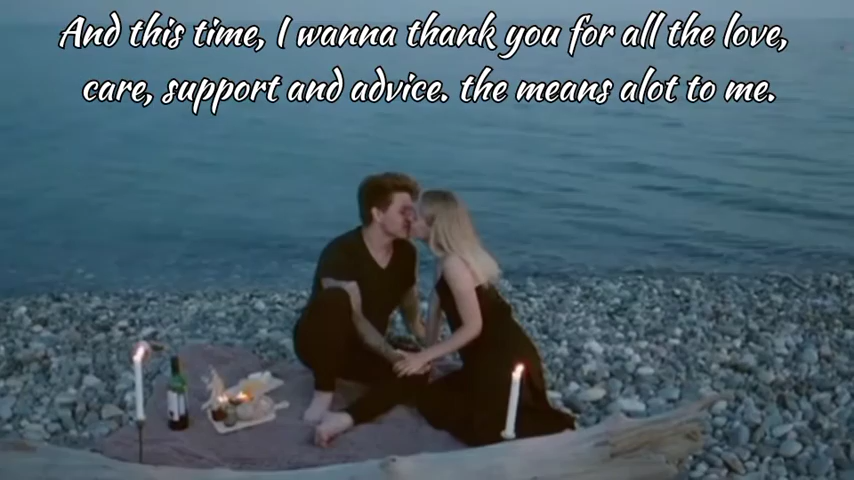 And this time, I wanna thank you for all the love,
care, support and advice. the means alot to me.